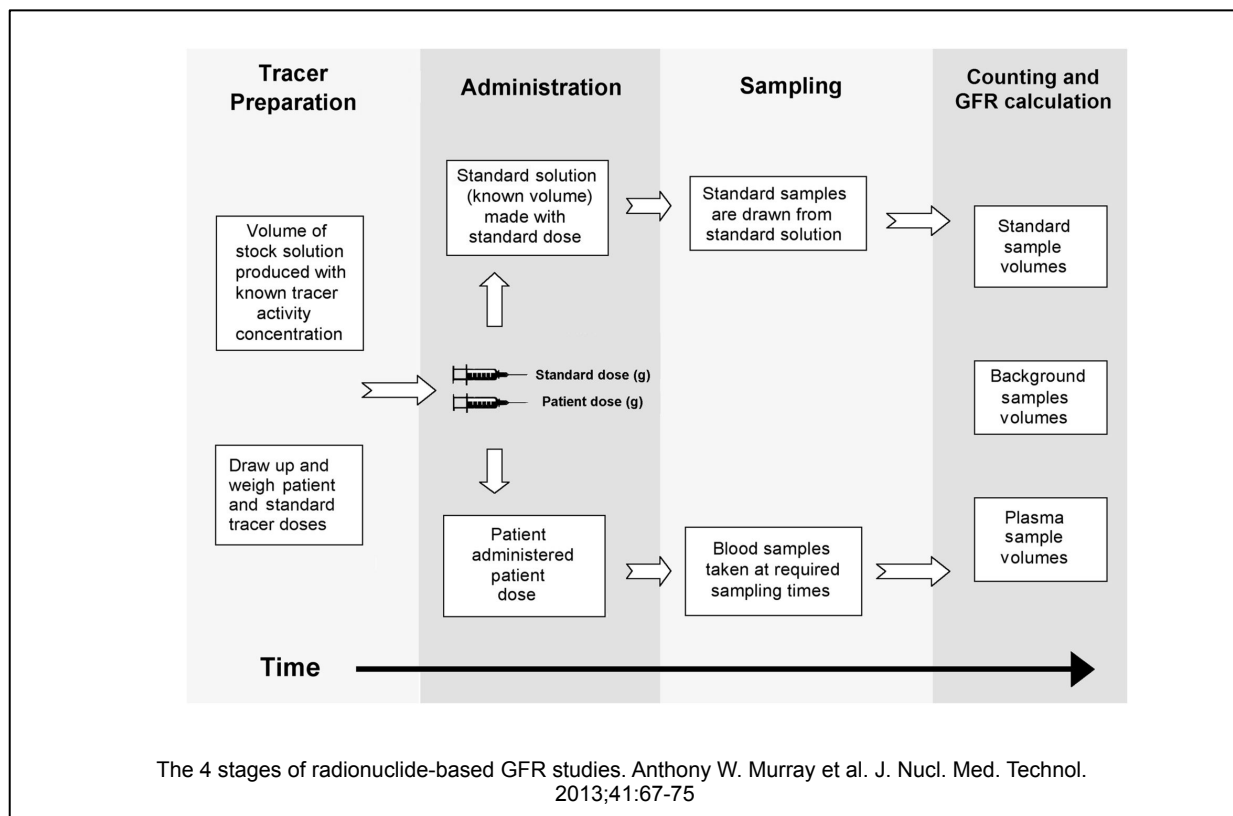 Tracer
Preparation
Administration
Sampling
Counting and
GFR calculation
Volume of
stock solution
produced with
known tracer
activity
concentration
Draw up and
weigh patient
and standard
tracer doses
Standard solution
(known volume)
made with
standard dose
Standard dose (g)
Patient dose (g)
Patient
administered
patient
dose
Standard samples
are drawn from
standard solution
Blood samples
taken at required
sampling times
Standard
sample
volumes
Background
samples
volumes
Plasma
sample
volumes
Time
The 4 stages of radionuclide-based GFR studies. Anthony W. Murray et al. J. Nucl. Med. Technol.
2013;41:67-75